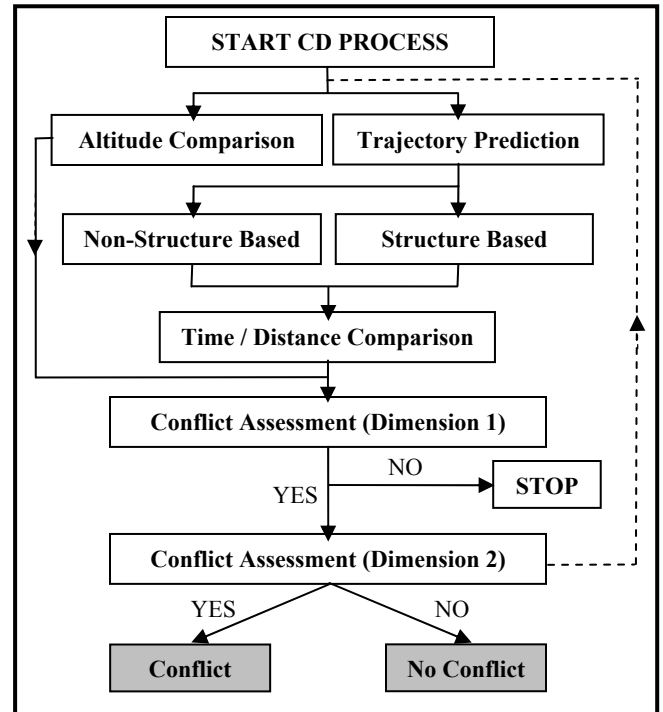 START CD PROCESS
Altitude Comparison
Trajectory Prediction
Non-Structure Based
Structure Based
Time / Distance Comparison
Conflict Assessment (Dimension 1)
NO
YES
STOP
Conflict Assessment (Dimension 2)
YES
NO
Conflict
No Conflict